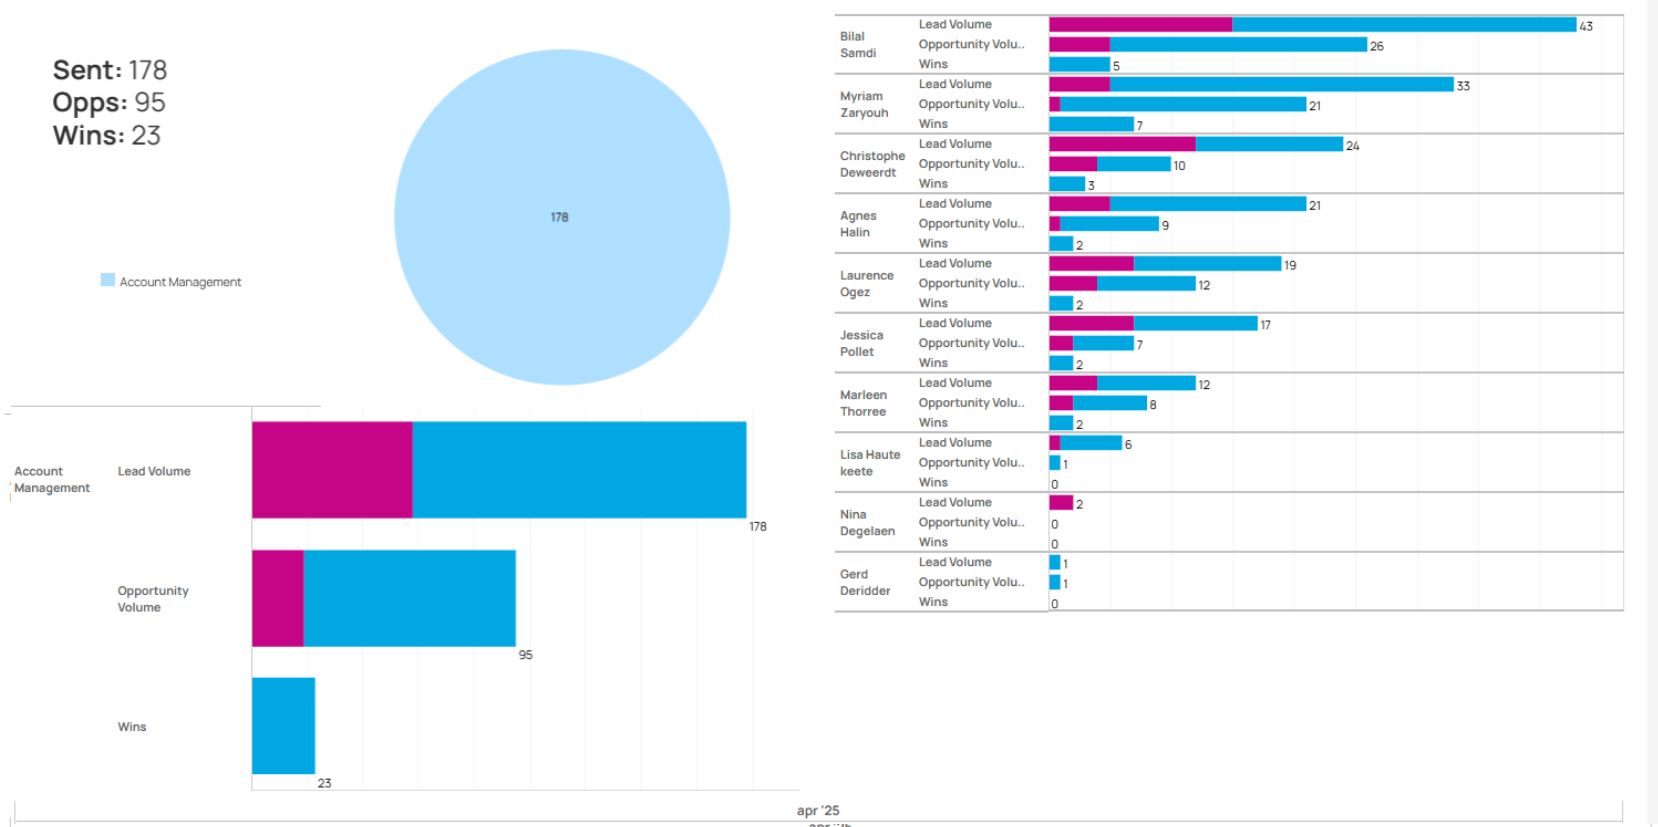 Sent: 178
Opps: 95
Wins: 23
178
Account Management
Account
Management
Lead Volume
178
Opportunity
Volume
95
Wins
23
Bilal
Samdi
Lead Volume
43
Opportunity Volu..
26
Wins
5
Myriam
Zaryouh
Lead Volume
33
Opportunity Volu..
21
Wins
7
Christophe
Deweerdt
Lead Volume
24
Opportunity Volu..
10
Wins
3
Agnes
Halin
Lead Volume
21
Opportunity Volu..
9
Wins
2
Laurence
Ogez
Lead Volume
19
Opportunity Volu..
12
Wins
2
Jessica
Pollet
Lead Volume
17
Opportunity Volu..
7
Wins
2
Marleen
Thorree
Lead Volume
12
Opportunity Volu..
8
Wins
2
Lisa Haute
keete
Lead Volume
6
Opportunity Volu..
1
Wins
0
Nina
Degelaen
Lead Volume
2
Opportunity Volu..
0
Wins
0
Gerd
Deridder
Lead Volume
1
Opportunity Volu..
1
Wins
0
apr '25